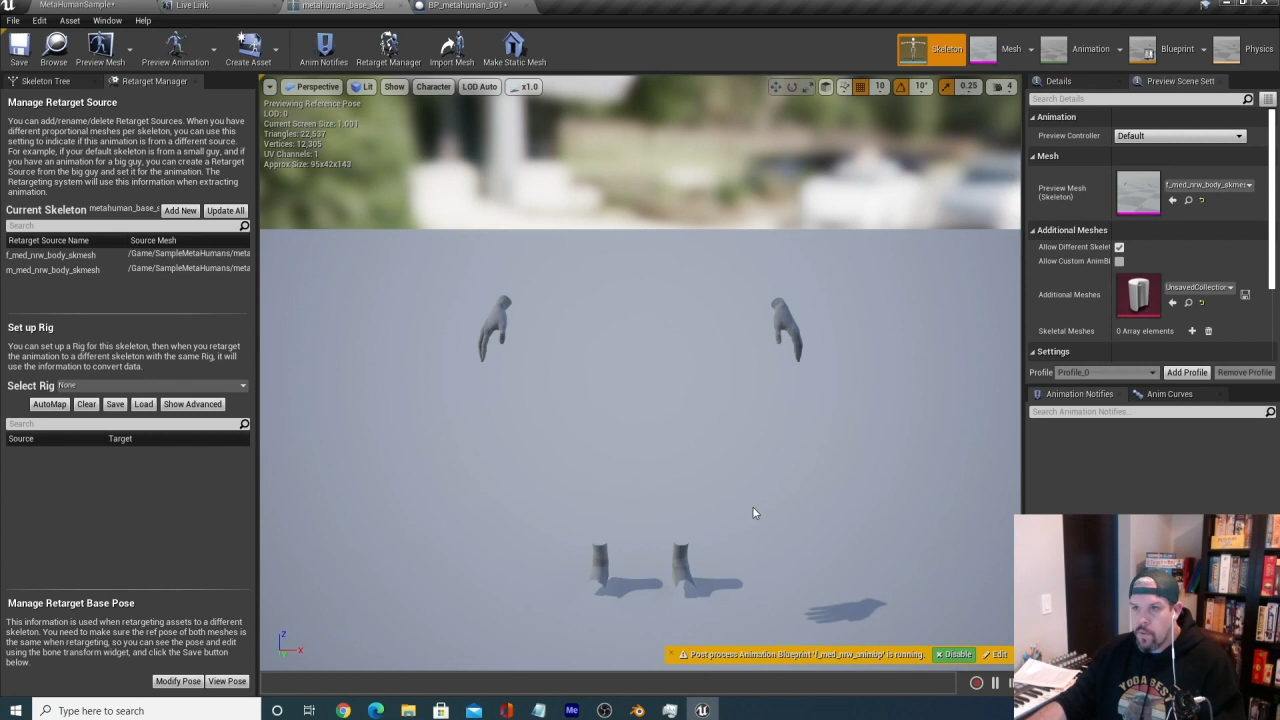 MetaHumanSample*
Live Link
metahuman_base_skel
BP_metahuman_001*
File Edit Asset Window Help
Save
Browse
Preview Mesh
Preview Animation
Create Asset
Anim Notifies
Retarget Manager
Import Mesh
Make Static Mesh
Skeleton
Mesh
Animation
Blueprint
Physics
Skeleton Tree
Retarget Manager
Manage Retarget Source
You can add/rename/delete Retarget Sources. When you have
different proportional meshes per skeleton, you can use this
setting to indicate if this animation is from a different source.
For example, if your default skeleton is from a small guy, and if
you have an animation for a big guy, you can create a Retarget
Source from the big guy and set it for the animation. The
Retargeting system will use this information when extracting
animation.
Current Skeleton metahuman_base_s Add New Update All
Search
Retarget Source Name Source Mesh
f_med_nrw_body_skmesh /Game/SampleMetaHumans/meta
m_med_nrw_body_skmesh /Game/SampleMetaHumans/meta
Set up Rig
You can set up a Rig for this skeleton, then when you retarget
the animation to a different skeleton with the same Rig, it will
use the information to convert data.
Select Rig None
AutoMap Clear Save Load Show Advanced
Search
Source Target
Manage Retarget Base Pose
This information is used when retargeting assets to a different
skeleton. You need to make sure the ref pose of both meshes is
the same when retargeting, so you can see the pose and edit
using the bone transform widget, and click the Save button
below.
Modify Pose View Pose
Perspective Lit Show Character LOD Auto x1.0
10 10° 0.25 4
Previewing Reference Pose
LOD: 0
Current Screen Size: 1.001
Triangles: 22,537
Vertices: 12,305
UV Channels: 1
Approx Size: 95x42x143
Z
X
Post process Animation Blueprint 'f_med_nrw_animbp' is running.
Disable
Edit
Details
Preview Scene Sett
Search Details
Animation
Preview Controller Default
Mesh
Preview Mesh
(Skeleton)
f_med_nrw_body_skmes
Additional Meshes
Allow Different Skelet
Allow Custom AnimBl
Additional Meshes
UnsavedCollection
Skeletal Meshes 0 Array elements
Settings
Profile Profile_0 Add Profile Remove Profile
Animation Notifies
Anim Curves
Search Animation Notifies...
YODA BEST
Type here to search